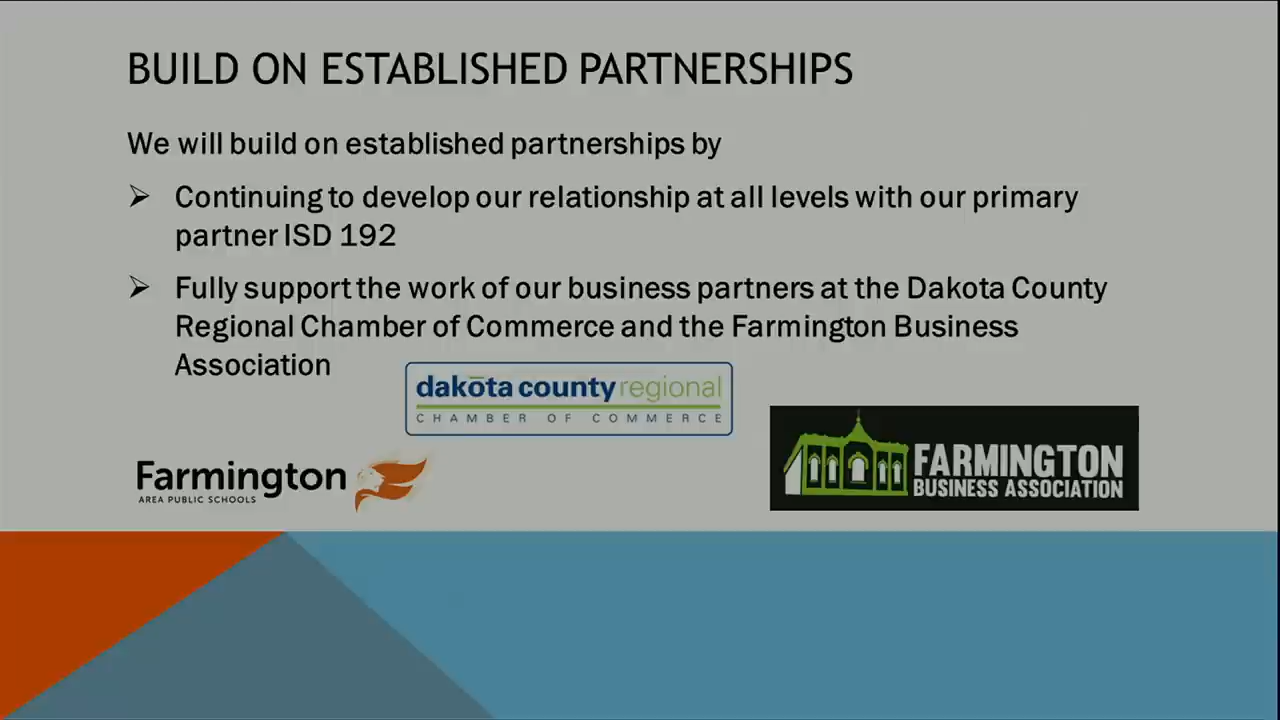 BUILD ON ESTABLISHED PARTNERSHIPS
We will build on established partnerships by
Continuing to develop our relationship at all levels with our primary
partner ISD 192
Fully support the work of our business partners at the Dakota County
Regional Chamber of Commerce and the Farmington Business
Association
dakōta county regional
CHAMBER OF COMMERCE
Farmington
AREA PUBLIC SCHOOLS
FARMINGTON
BUSINESS ASSOCIATION